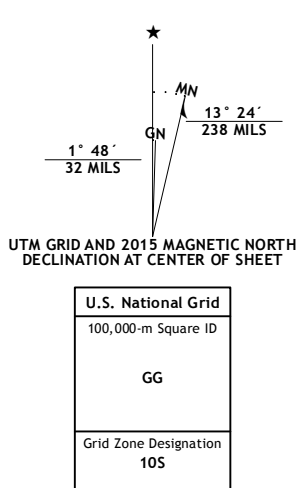 ★
MN
GN
13° 24´
238 MILS
1° 48´
32 MILS
UTM GRID AND 2015 MAGNETIC NORTH
DECLINATION AT CENTER OF SHEET
U.S. National Grid
100,000-m Square ID
GG
Grid Zone Designation
10S